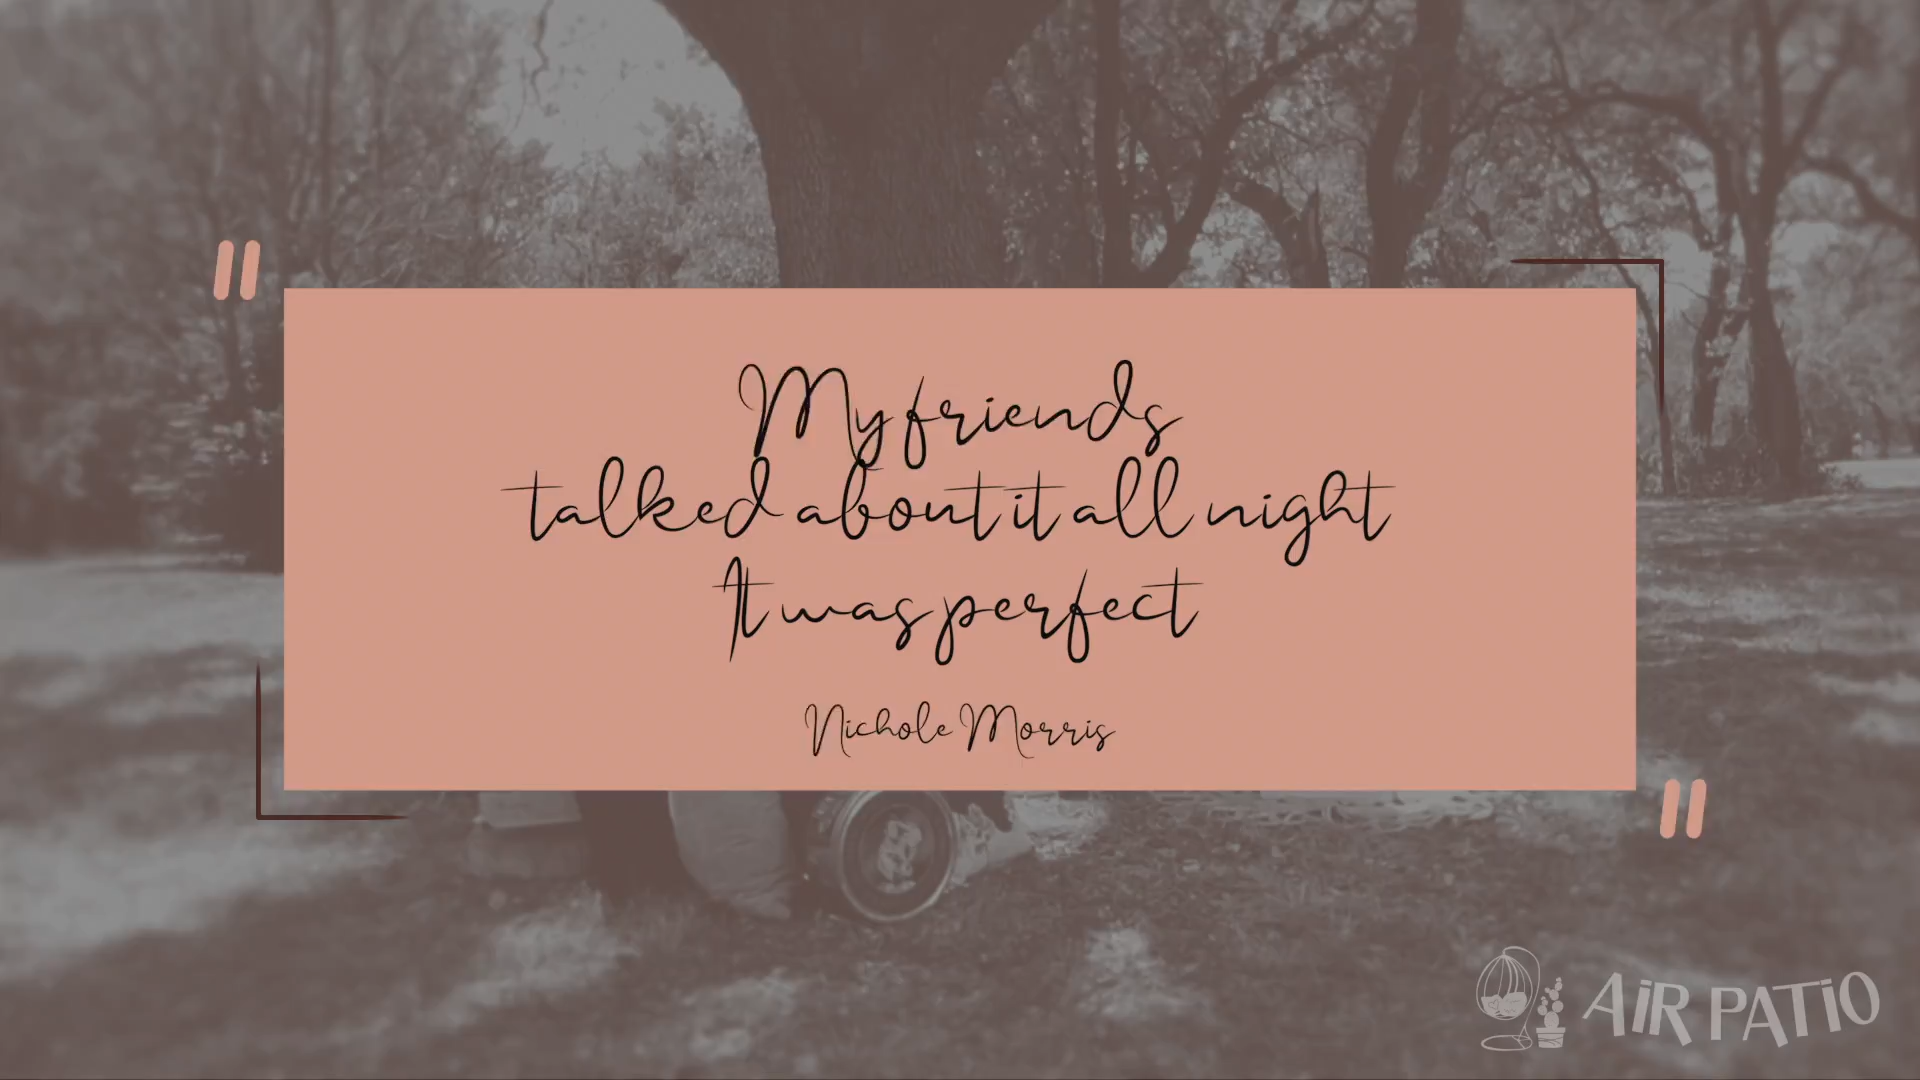 "
My friends
talked about it all night
It was perfect
Nichole Morris
"
AIR PATIO